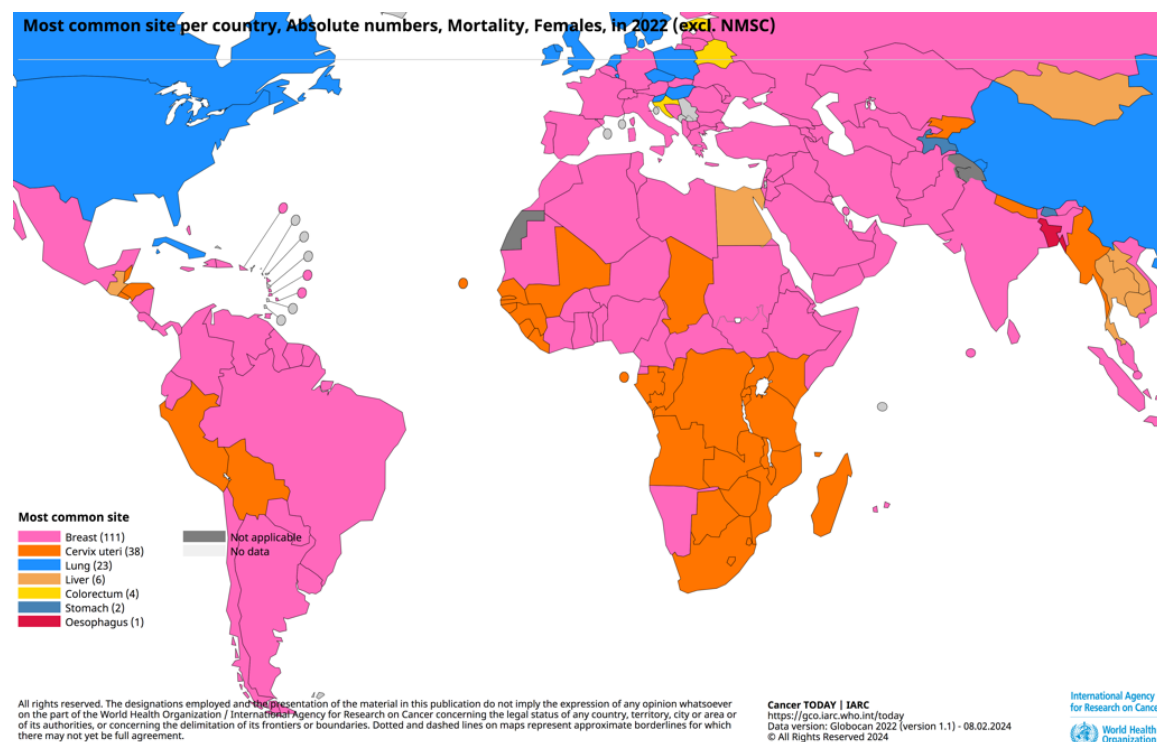 Most common site per country, Absolute numbers, Mortality, Females, in 2022 (excl. NMSC)
Most common site
Breast (111)
Cervix uteri (38)
Lung (23)
Liver (6)
Colorectum (4)
Stomach (2)
Oesophagus (1)
Not applicable
No data
All rights reserved. The designations employed and the presentation of the material in this publication do not imply the expression of any opinion whatsoever
on the part of the World Health Organization / International Agency for Research on Cancer concerning the legal status of any country, territory, city or area or
of its authorities, or concerning the delimitation of its frontiers or boundaries. Dotted and dashed lines on maps represent approximate borderlines for which
there may not yet be full agreement.
Cancer TODAY | IARC
https://gco.iarc.who.int/today
Data version: Globocan 2022 (version 1.1) - 08.02.2024
© All Rights Reserved 2024
International Agency
for Research on Cancer
World Health
Organization